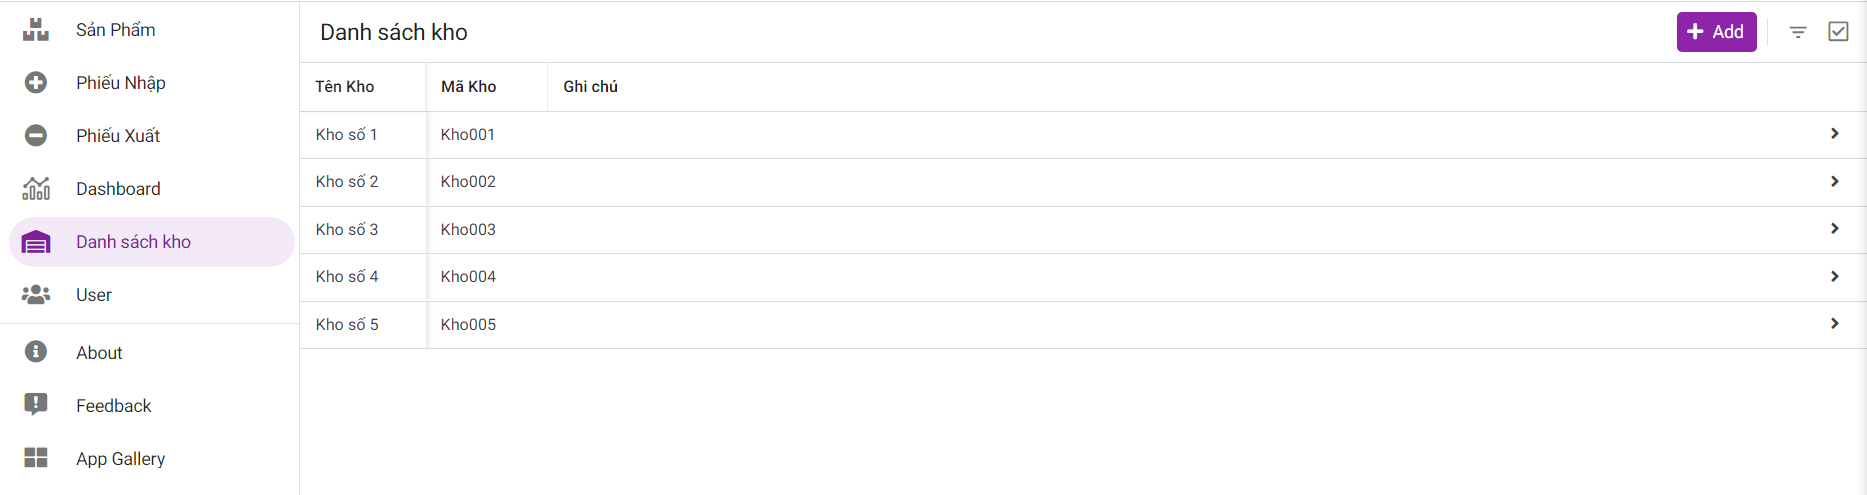 Sản Phẩm
Phiếu Nhập
Phiếu Xuất
Dashboard
Danh sách kho
User
About
Feedback
App Gallery
Danh sách kho
Add
Tên Kho Mã Kho Ghi chú
Kho số 1 Kho001
Kho số 2 Kho002
Kho số 3 Kho003
Kho số 4 Kho004
Kho số 5 Kho005